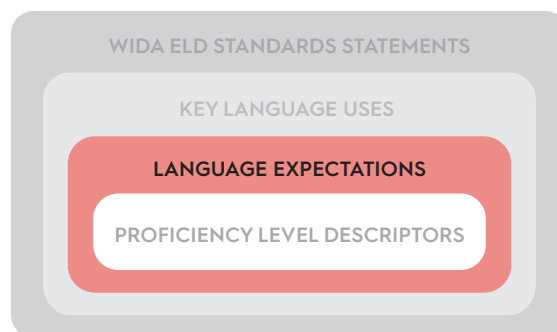 WIDA ELD STANDARDS STATEMENTS
KEY LANGUAGE USES
LANGUAGE EXPECTATIONS
PROFICIENCY LEVEL DESCRIPTORS